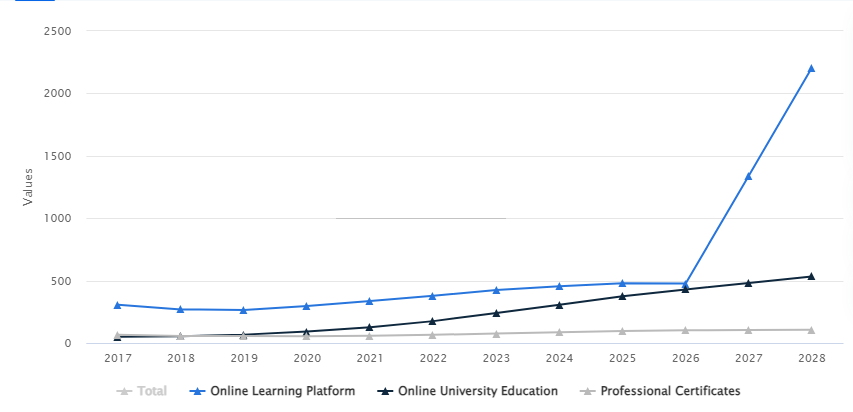 2500
2000
1500
1000
500
0
Values
2017 2018 2019 2020 2021 2022 2023 2024 2025 2026 2027 2028
Total Online Learning Platform Online University Education Professional Certificates